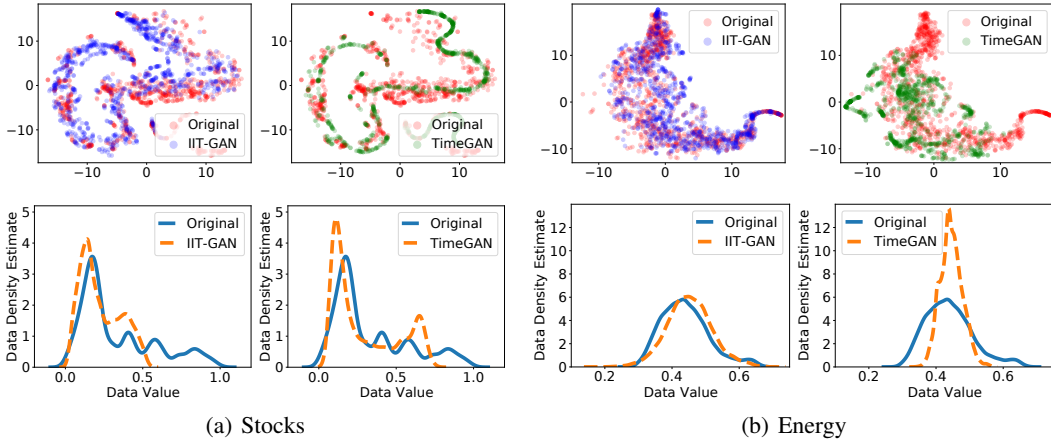 10
0
−10
−10 0 10
Original
IIT-GAN
10
0
−10
−10 0 10
Original
TimeGAN
10
0
−10
−10 0 10
Original
IIT-GAN
10
0
−10
−10 0 10
Original
TimeGAN
Data Density Estimate
5
4
3
2
1
0
0.0 0.5 1.0
Data Value
Original
IIT-GAN
Data Density Estimate
5
4
3
2
1
0
0.0 0.5 1.0
Data Value
Original
TimeGAN
Data Density Estimate
12
10
8
6
4
2
0
0.2 0.4 0.6
Data Value
Original
IIT-GAN
Data Density Estimate
12
10
8
6
4
2
0
0.2 0.4 0.6
Data Value
Original
TimeGAN
(a) Stocks
(b) Energy